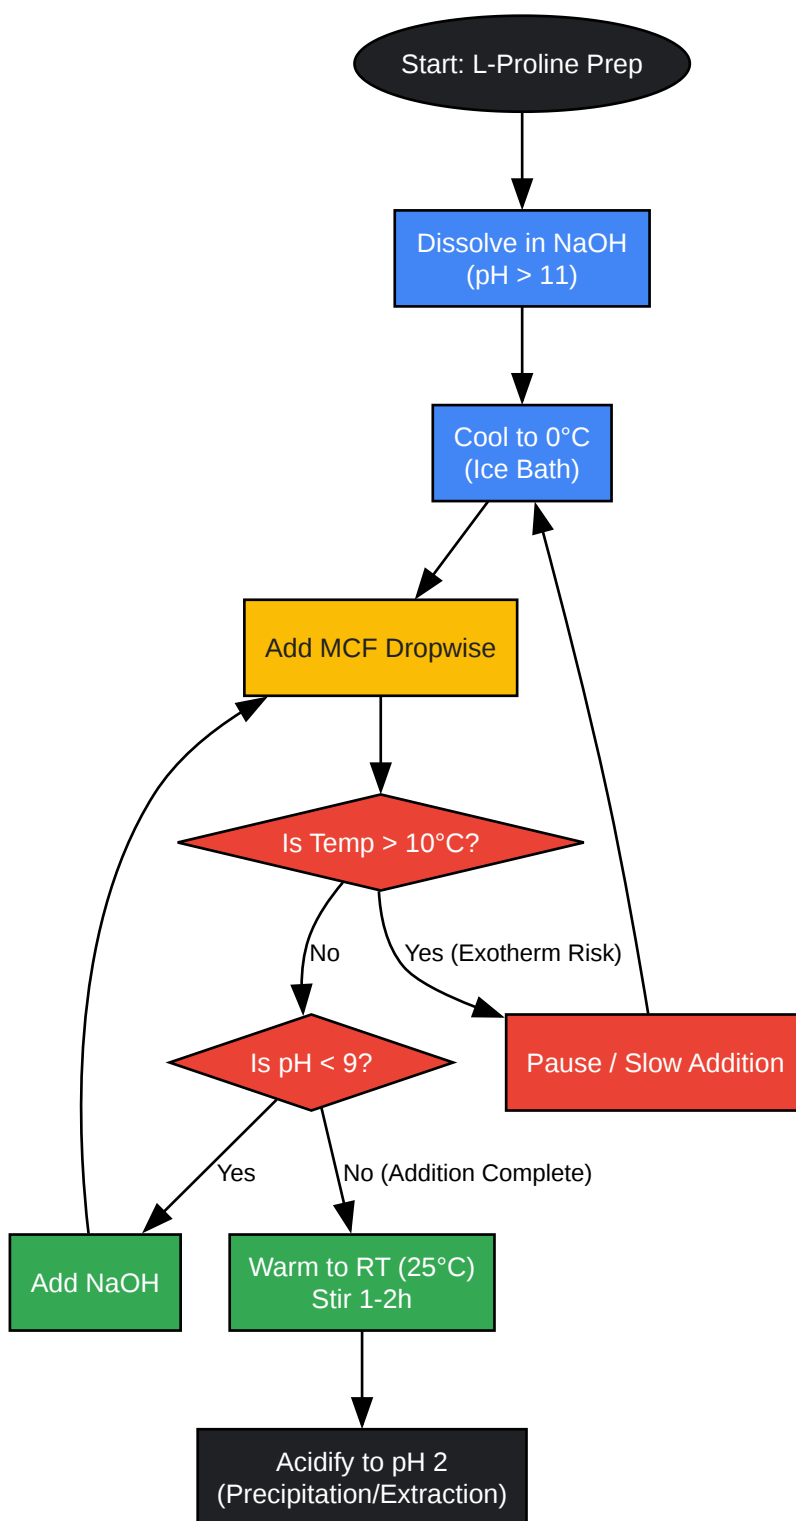 Start: L-Proline Prep
Dissolve in NaOH
(pH > 11)
Cool to 0°C
(Ice Bath)
Add MCF Dropwise
Is Temp > 10°C?
No
Yes (Exotherm Risk)
Is pH < 9?
Pause / Slow Addition
Yes
No (Addition Complete)
Add NaOH
Warm to RT (25°C)
Stir 1-2h
Acidify to pH 2
(Precipitation/Extraction)